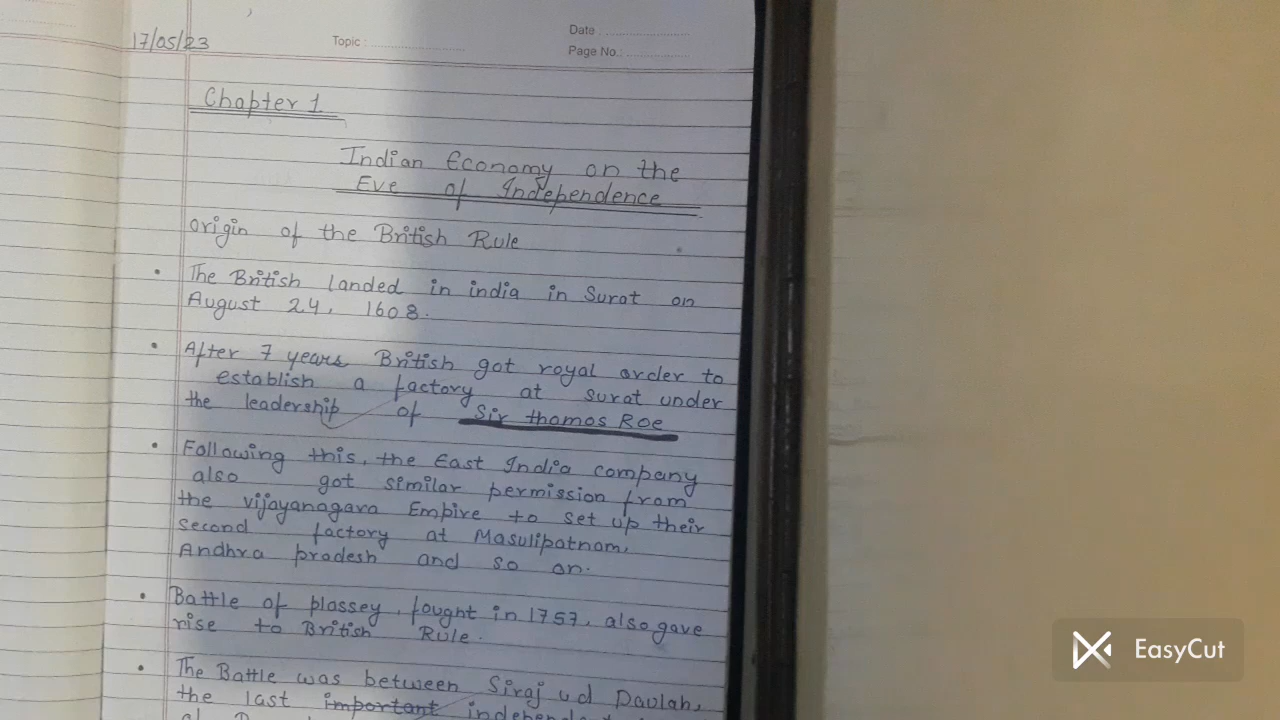 17/05/23
Topic :
Date :
Page No.:
Chapter 1
Indian Economy on the
Eve of Independence
origin of the British Rule
• The British landed in india in Surat on
August 24, 1608.
• After 7 years British got royal order to
establish a factory at surat under
the leadership of Sir thomos Roe
• Following this, the East India company
also got similar permission from
the vijayanagara Empire to set up their
second factory at Masulipatnam,
Andhra pradesh and so on.
• Battle of plassey, fought in 1757, also gave
rise to British Rule.
• The Battle was between Siraj ud Daulah,
the last important
EasyCut